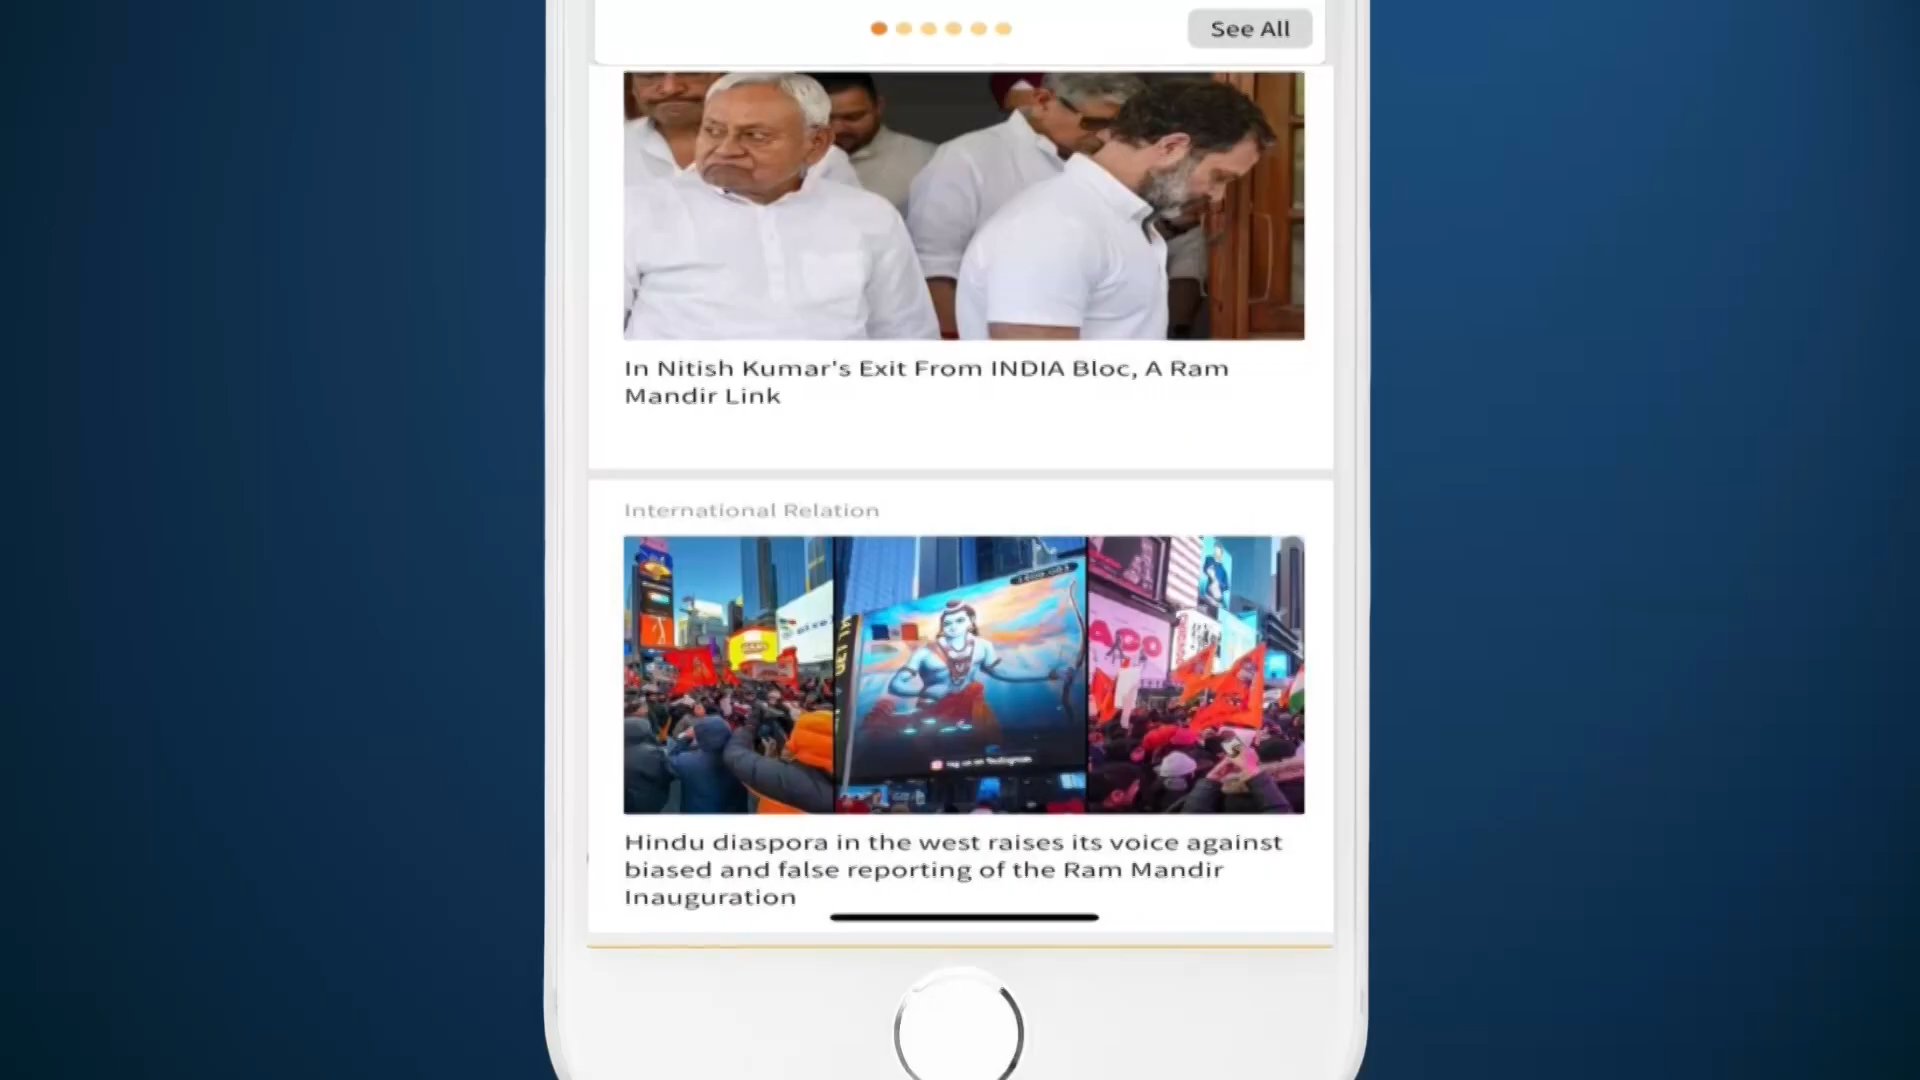 See All
In Nitish Kumar's Exit From INDIA Bloc, A Ram
Mandir Link
International Relation
Hindu diaspora in the west raises its voice against
biased and false reporting of the Ram Mandir
Inauguration